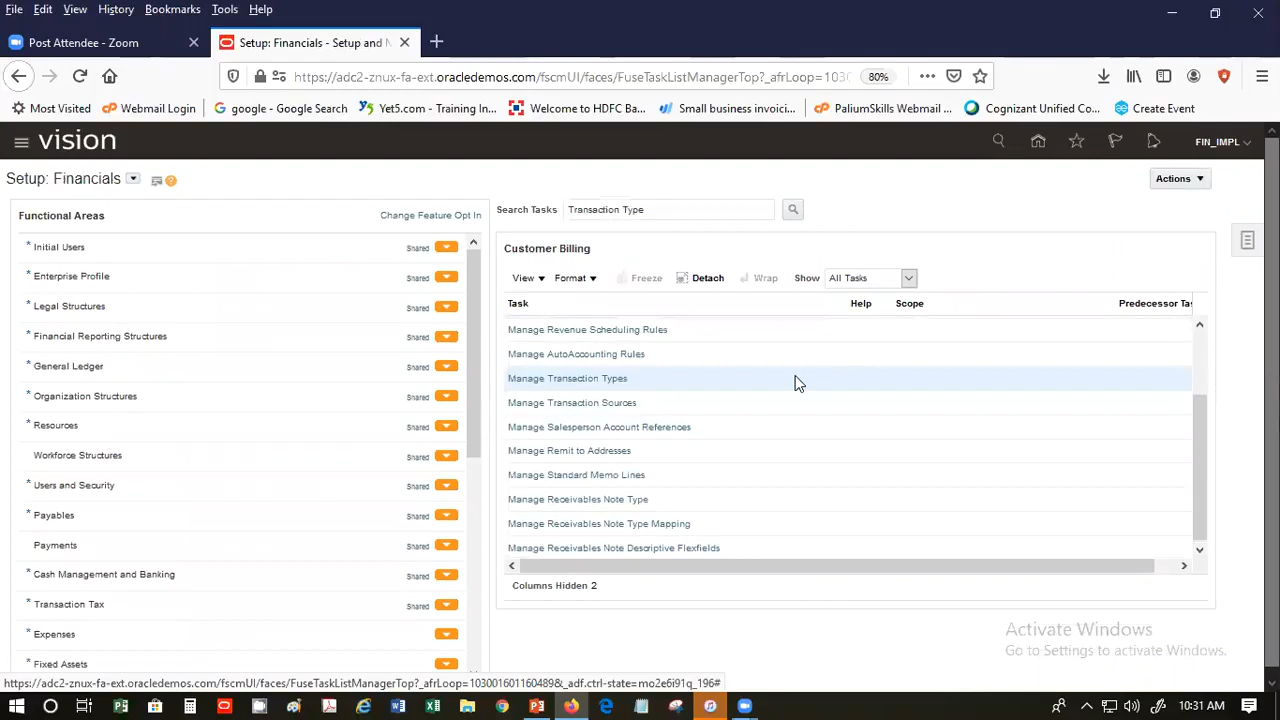 File Edit View History Bookmarks Tools Help
Post Attendee - Zoom
Setup: Financials - Setup and
https://adc2-znux-fa-ext.oracledemos.com/fscmUI/faces/FuseTaskListManagerTop?_afrLoop=1030 80%
Most Visited Webmail Login google - Google Search Yet5.com - Training In... Welcome to HDFC Ba... Small business invoici... PaliumSkills Webmail ... Cognizant Unified Co... Create Event
vision FIN_IMPL
Setup: Financials Actions
Functional Areas Change Feature Opt In
* Initial Users Shared
* Enterprise Profile Shared
* Legal Structures Shared
* Financial Reporting Structures Shared
* General Ledger Shared
* Organization Structures Shared
* Resources Shared
Workforce Structures Shared
* Users and Security Shared
* Payables Shared
Payments Shared
* Cash Management and Banking Shared
* Transaction Tax Shared
* Expenses
* Fixed Assets
Search Tasks Transaction Type
Customer Billing
View Format Freeze Detach Wrap Show All Tasks
Task Help Scope Predecessor Tas
Manage Revenue Scheduling Rules
Manage AutoAccounting Rules
Manage Transaction Types
Manage Transaction Sources
Manage Salesperson Account References
Manage Remit to Addresses
Manage Standard Memo Lines
Manage Receivables Note Type
Manage Receivables Note Type Mapping
Manage Receivables Note Descriptive Flexfields
Columns Hidden 2
Activate Windows
Go to Settings to activate Windows.
https://adc2-znux-fa-ext.oracledemos.com/fscmUI/faces/FuseTaskListManagerTop?_afrLoop=103001601160489&_adf.ctrl-state=mo2e6i91q_196#
10:31 AM